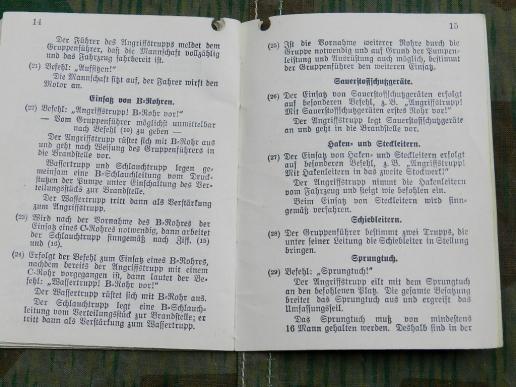 14
Der Führer des Angriffstrupps meldet dem
Gruppenführer, daß die Mannschaft vollzählig
und das Fahrzeug fahrbereit ist.
(21) Befehl: „Aufsitzen!"
Die Mannschaft sitzt auf, der Fahrer wirft den
Motor an.
Einsatz von B-Rohren.
(22) Befehl: „Angriffstrupp! B-Rohr vor!"
— Vom Gruppenführer möglichst unmittelbar
nach Befehl (19) zu geben —
Der Angriffstrupp rüstet sich mit B-Rohr aus
und geht nach Weisung des Gruppenführers in
die Brandstelle vor.
Wassertrupp und Schlauchtrupp legen ge-
meinsam eine B-Schlauchleitung vom Druck-
stutzen der Pumpe unter Einschaltung des Ver-
teilungsstücks zur Brandstelle.
Der Wassertrupp tritt dann als Verstärkung
zum Angriffstrupp.
(23) Wird nach der Vornahme des B-Rohres der
Einsatz eines C-Rohres notwendig, dann arbeitet
der Schlauchtrupp sinngemäß nach Ziff. (15)
und (16).
(24) Erfolgt der Befehl zum Einsatz eines B-Rohres,
nachdem bereits der Angriffstrupp mit einem
C-Rohr vorgegangen ist, dann lautet der Be-
fehl: „Wassertrupp! B-Rohr vor!"
Der Wassertrupp rüstet sich mit B-Rohr aus.
Der Schlauchtrupp legt eine B-Schlauch-
leitung vom Verteilungsstück zur Brandstelle; er
tritt dann als Verstärkung zum Wassertrupp.
15
(25) Ist die Vornahme weiterer Rohre durch die
Gruppe notwendig und auf Grund der Pumpen-
leistung und Ausrüstung auch möglich, bestimmt
der Gruppenführer den weiteren Einsatz.
Sauerstoffschutzgeräte.
(26) Der Einsatz von Sauerstoffschutzgeräten erfolgt
auf besonderen Befehl, z. B. „Angriffstrupp!
Mit Sauerstoffschutzgeräten erstes Rohr vor!"
Der Angriffstrupp legt Sauerstoffschutzgeräte
an und geht in die Brandstelle vor.
Haken- und Steckleitern.
(27) Der Einsatz von Haken- und Steckleitern erfolgt
auf besonderen Befehl, z. B. „Angriffstrupp!
Mit Hakenleitern in das zweite Stockwerk!"
Der Angriffstrupp nimmt die Hakenleitern
vom Fahrzeug und steigt wie befohlen ein.
Beim Einsatz von Steckleitern wird sinn-
gemäß verfahren.
Schiebleitern.
(28) Der Gruppenführer bestimmt zwei Trupps, die
unter seiner Leitung die Schiebleiter in Stellung
bringen.
Sprungtuch.
(29) Befehl: „Sprungtuch!"
Der Angriffstrupp eilt mit dem Sprungtuch
an den befohlenen Platz. Die gesamte Besatzung
breitet das Sprungtuch aus und ergreift das
Umfassungsseil.
Das Sprungtuch muß von mindestens
16 Mann gehalten werden. Deshalb sind in der